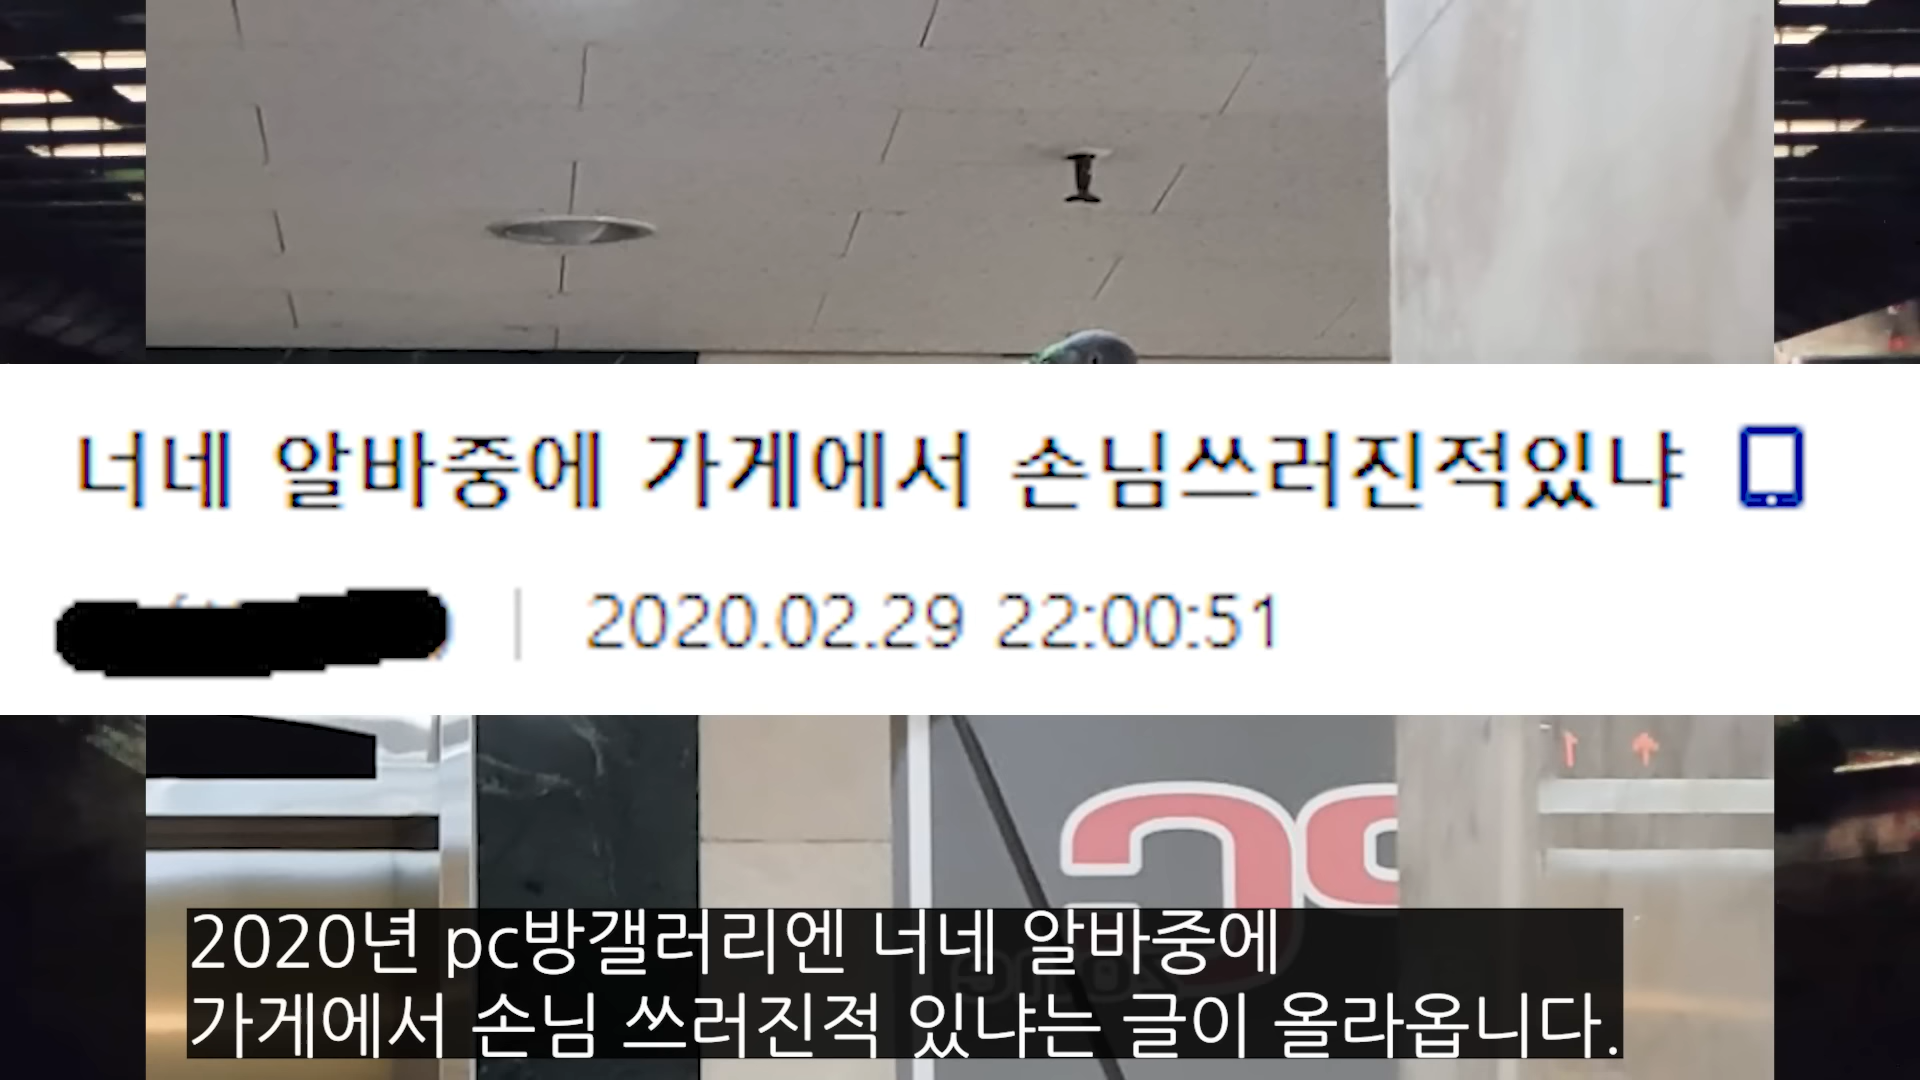 너네 알바중에 가게에서 손님쓰러진적있냐
2020.02.29 22:00:51
2020년 pc방갤러리엔 너네 알바중에
가게에서 손님 쓰러진적 있냐는 글이 올라옵니다.